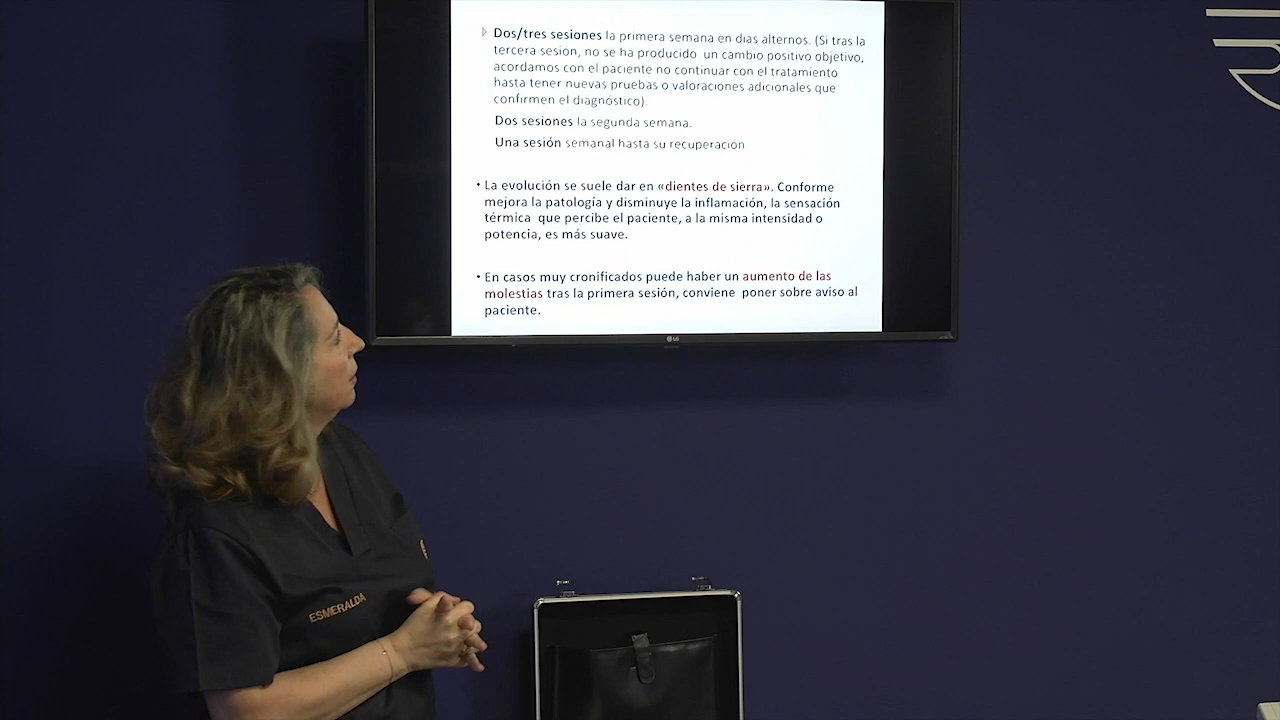 Dos/tres sesiones la primera semana en días alternos. (Si tras la
tercera sesión, no se ha producido un cambio positivo objetivo,
acordamos con el paciente no continuar con el tratamiento
hasta tener nuevas pruebas o valoraciones adicionales que
confirmen el diagnóstico).
Dos sesiones la segunda semana.
Una sesión semanal hasta su recuperación
• La evolución se suele dar en «dientes de sierra». Conforme
mejora la patología y disminuye la inflamación, la sensación
térmica que percibe el paciente, a la misma intensidad o
potencia, es más suave.
• En casos muy cronificados puede haber un aumento de las
molestias tras la primera sesión, conviene poner sobre aviso al
paciente.
LG
ESMERALDA